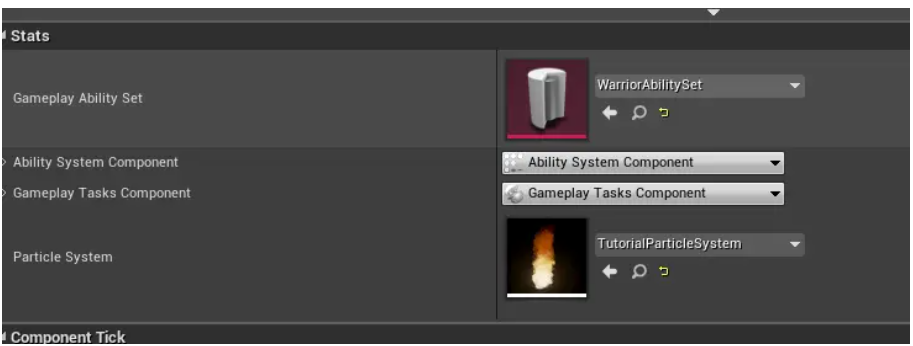 Stats
Gameplay Ability Set
WarriorAbilitySet
Ability System Component
Ability System Component
Gameplay Tasks Component
Gameplay Tasks Component
Particle System
TutorialParticleSystem
Component Tick